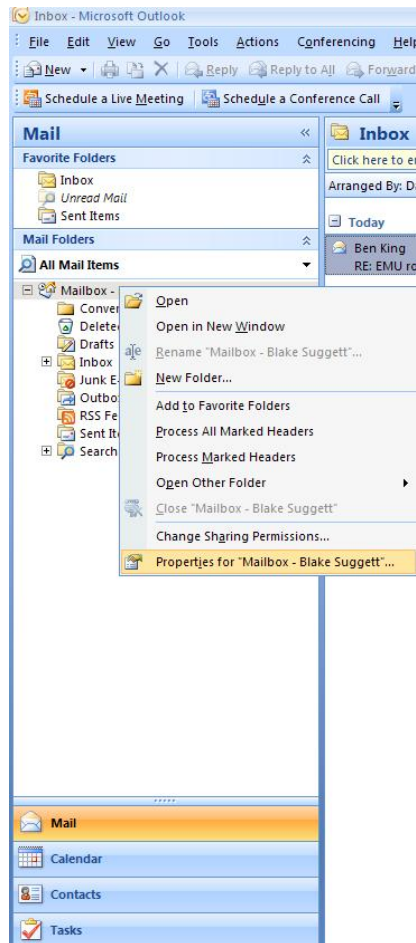 Inbox - Microsoft Outlook
File Edit View Go Tools Actions Conferencing Help
New Reply Reply to All Forward
Schedule a Live Meeting Schedule a Conference Call
Mail
Favorite Folders
Inbox
Unread Mail
Sent Items
Mail Folders
All Mail Items
Mailbox -
Conver
Delete
Drafts
Inbox
Junk E-
Outbo
RSS Fe
Sent It
Search
Open
Open in New Window
Rename "Mailbox - Blake Suggett"...
New Folder...
Add to Favorite Folders
Process All Marked Headers
Process Marked Headers
Open Other Folder
Close "Mailbox - Blake Suggett"
Change Sharing Permissions...
Properties for "Mailbox - Blake Suggett"...
Inbox
Click here to e
Arranged By: D
Today
Ben King
RE: EMU ro
Mail
Calendar
Contacts
Tasks